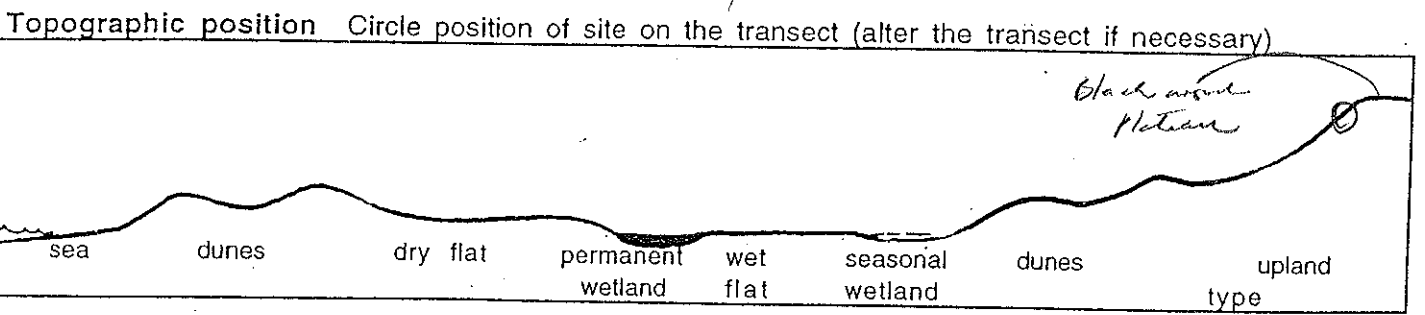 Topographic position Circle position of site on the transect (alter the transect if necessary)
Plateau
sea dunes dry flat permanent wetland wet flat seasonal wetland dunes upland type